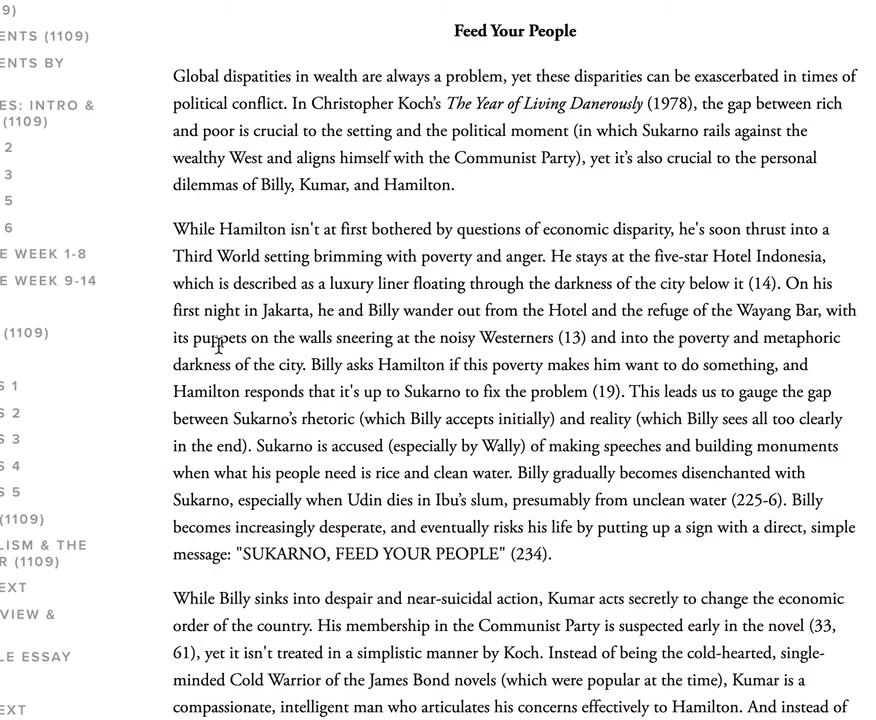 9)
ENTS (1109)
ENTS BY
ES: INTRO &
(1109)
2
3
5
6
E WEEK 1-8
E WEEK 9-14
(1109)
S 1
S 2
S 3
S 4
S 5
(1109)
LISM & THE
R (1109)
EXT
VIEW &
LE ESSAY
EXT
Feed Your People
Global dispatities in wealth are always a problem, yet these disparities can be exascerbated in times of
political conflict. In Christopher Koch’s The Year of Living Danerously (1978), the gap between rich
and poor is crucial to the setting and the political moment (in which Sukarno rails against the
wealthy West and aligns himself with the Communist Party), yet it’s also crucial to the personal
dilemmas of Billy, Kumar, and Hamilton.
While Hamilton isn't at first bothered by questions of economic disparity, he's soon thrust into a
Third World setting brimming with poverty and anger. He stays at the five-star Hotel Indonesia,
which is described as a luxury liner floating through the darkness of the city below it (14). On his
first night in Jakarta, he and Billy wander out from the Hotel and the refuge of the Wayang Bar, with
its puppets on the walls sneering at the noisy Westerners (13) and into the poverty and metaphoric
darkness of the city. Billy asks Hamilton if this poverty makes him want to do something, and
Hamilton responds that it's up to Sukarno to fix the problem (19). This leads us to gauge the gap
between Sukarno’s rhetoric (which Billy accepts initially) and reality (which Billy sees all too clearly
in the end). Sukarno is accused (especially by Wally) of making speeches and building monuments
when what his people need is rice and clean water. Billy gradually becomes disenchanted with
Sukarno, especially when Udin dies in Ibu’s slum, presumably from unclean water (225-6). Billy
becomes increasingly desperate, and eventually risks his life by putting up a sign with a direct, simple
message: "SUKARNO, FEED YOUR PEOPLE" (234).
While Billy sinks into despair and near-suicidal action, Kumar acts secretly to change the economic
order of the country. His membership in the Communist Party is suspected early in the novel (33,
61), yet it isn't treated in a simplistic manner by Koch. Instead of being the cold-hearted, single-
minded Cold Warrior of the James Bond novels (which were popular at the time), Kumar is a
compassionate, intelligent man who articulates his concerns effectively to Hamilton. And instead of